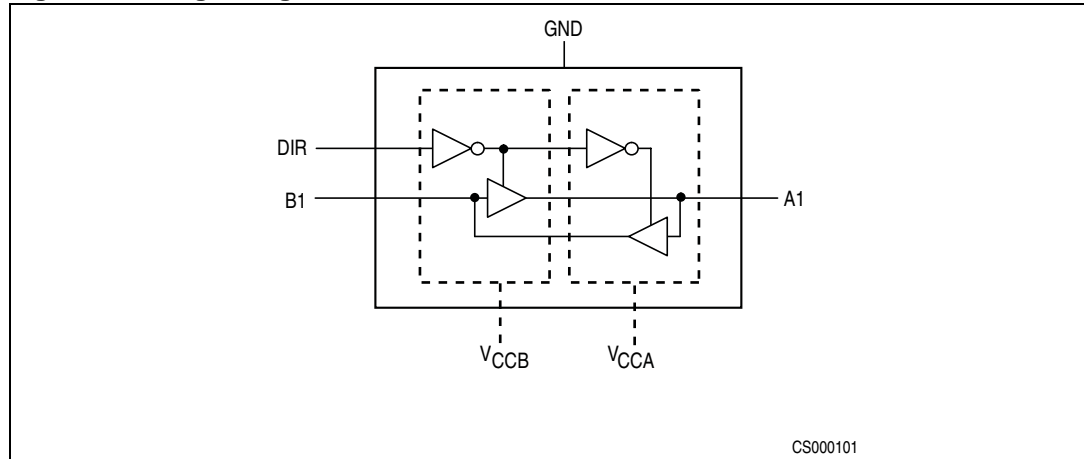 GND
DIR
B1
A1
VCCB
VCCA
CS000101